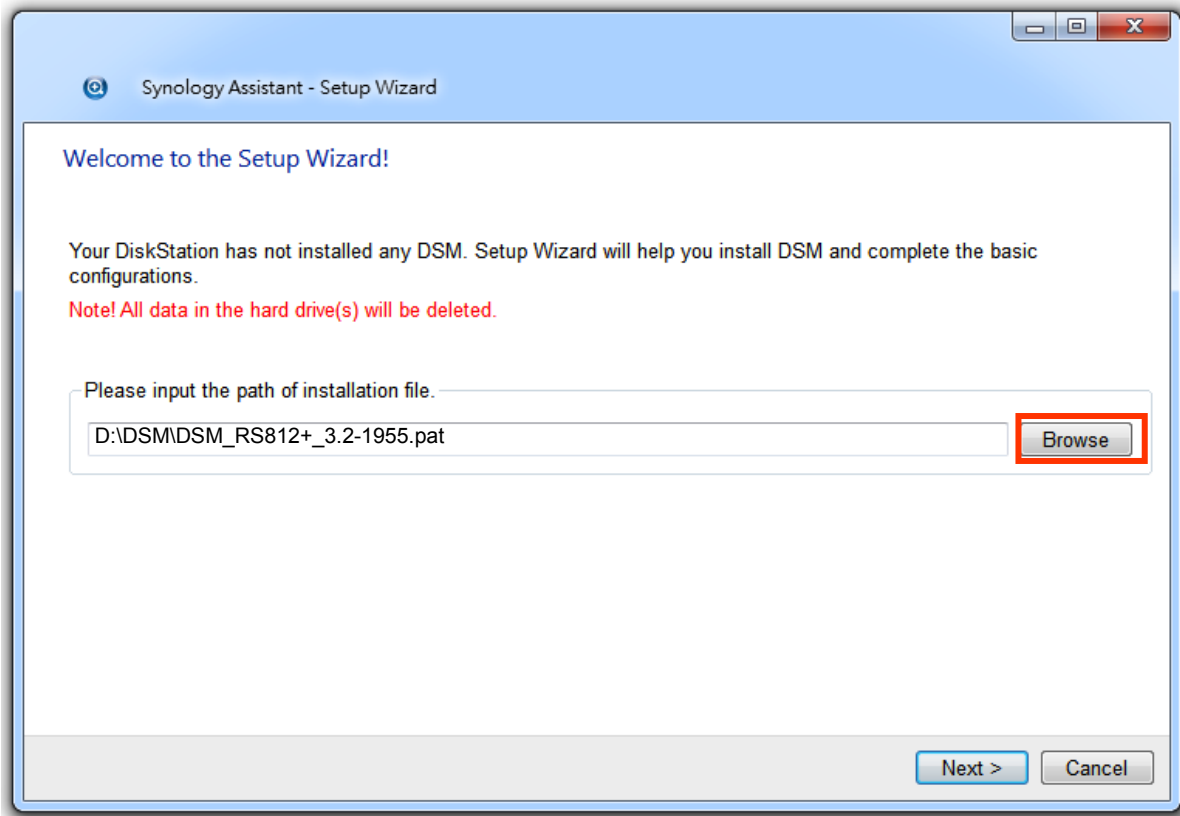 Synology Assistant - Setup Wizard
Welcome to the Setup Wizard!
Your DiskStation has not installed any DSM. Setup Wizard will help you install DSM and complete the basic
configurations.
Note! All data in the hard drive(s) will be deleted.
Please input the path of installation file.
D:\DSM\DSM_RS812+_3.2-1955.pat
Browse
Next >
Cancel